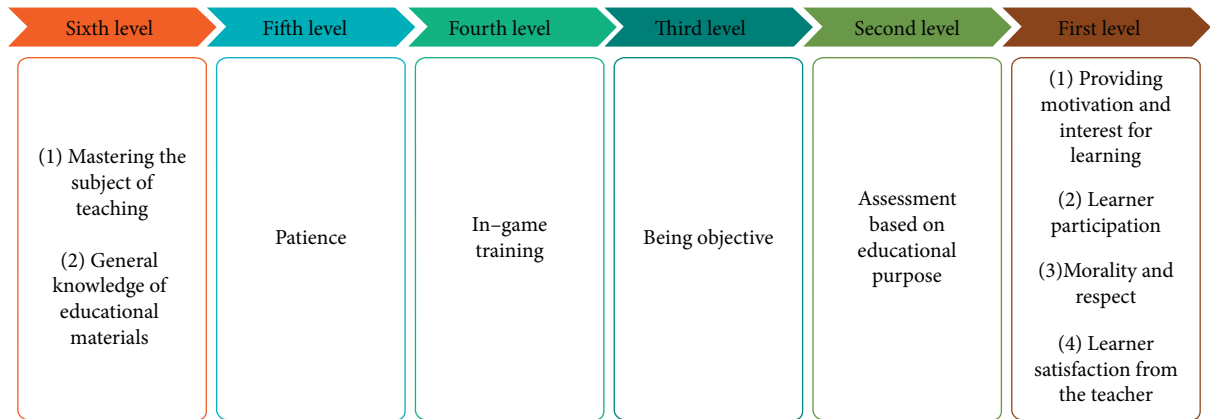 Sixth level
Fifth level
Fourth level
Third level
Second level
First level
(1) Mastering the
subject of
teaching
(2) General
knowledge of
educational
materials
Patience
In–game
training
Being objective
Assessment
based on
educational
purpose
(1) Providing
motivation and
interest for
learning
(2) Learner
participation
(3)Morality and
respect
(4) Learner
satisfaction from
the teacher